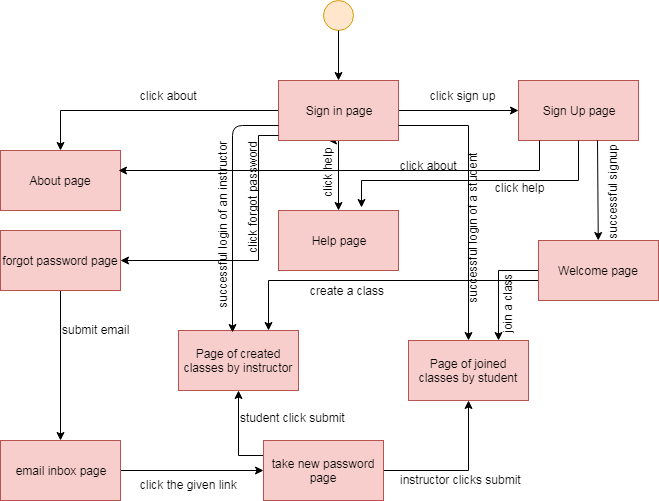 click about
click sign up
Sign in page
Sign Up page
successful login of an instructor
click forgot password
click help
click about
successful login of a student
click help
successful signup
About page
forgot password page
Help page
Welcome page
create a class
join a class
submit email
Page of created
classes by instructor
Page of joined
classes by student
student click submit
email inbox page
click the given link
take new password
page
instructor clicks submit